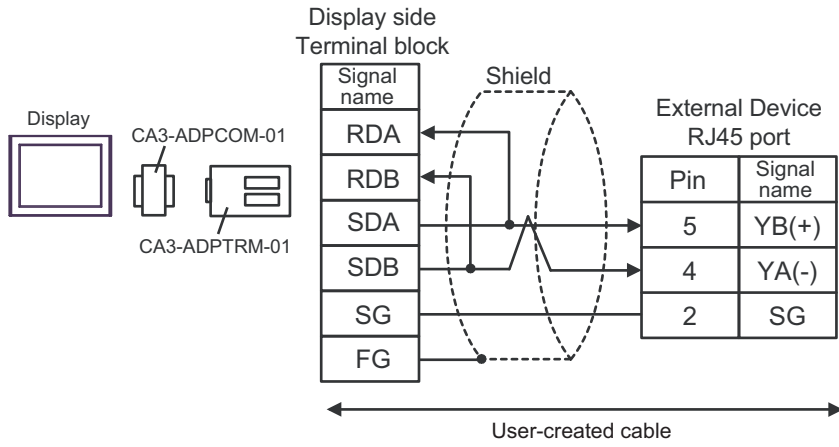 Display side
Terminal block
Signal
name
RDA
RDB
SDA
SDB
SG
FG
Shield
Display
CA3-ADPCOM-01
CA3-ADPTRM-01
External Device
RJ45 port
Pin
Signal
name
5
YB(+)
4
YA(-)
2
SG
User-created cable